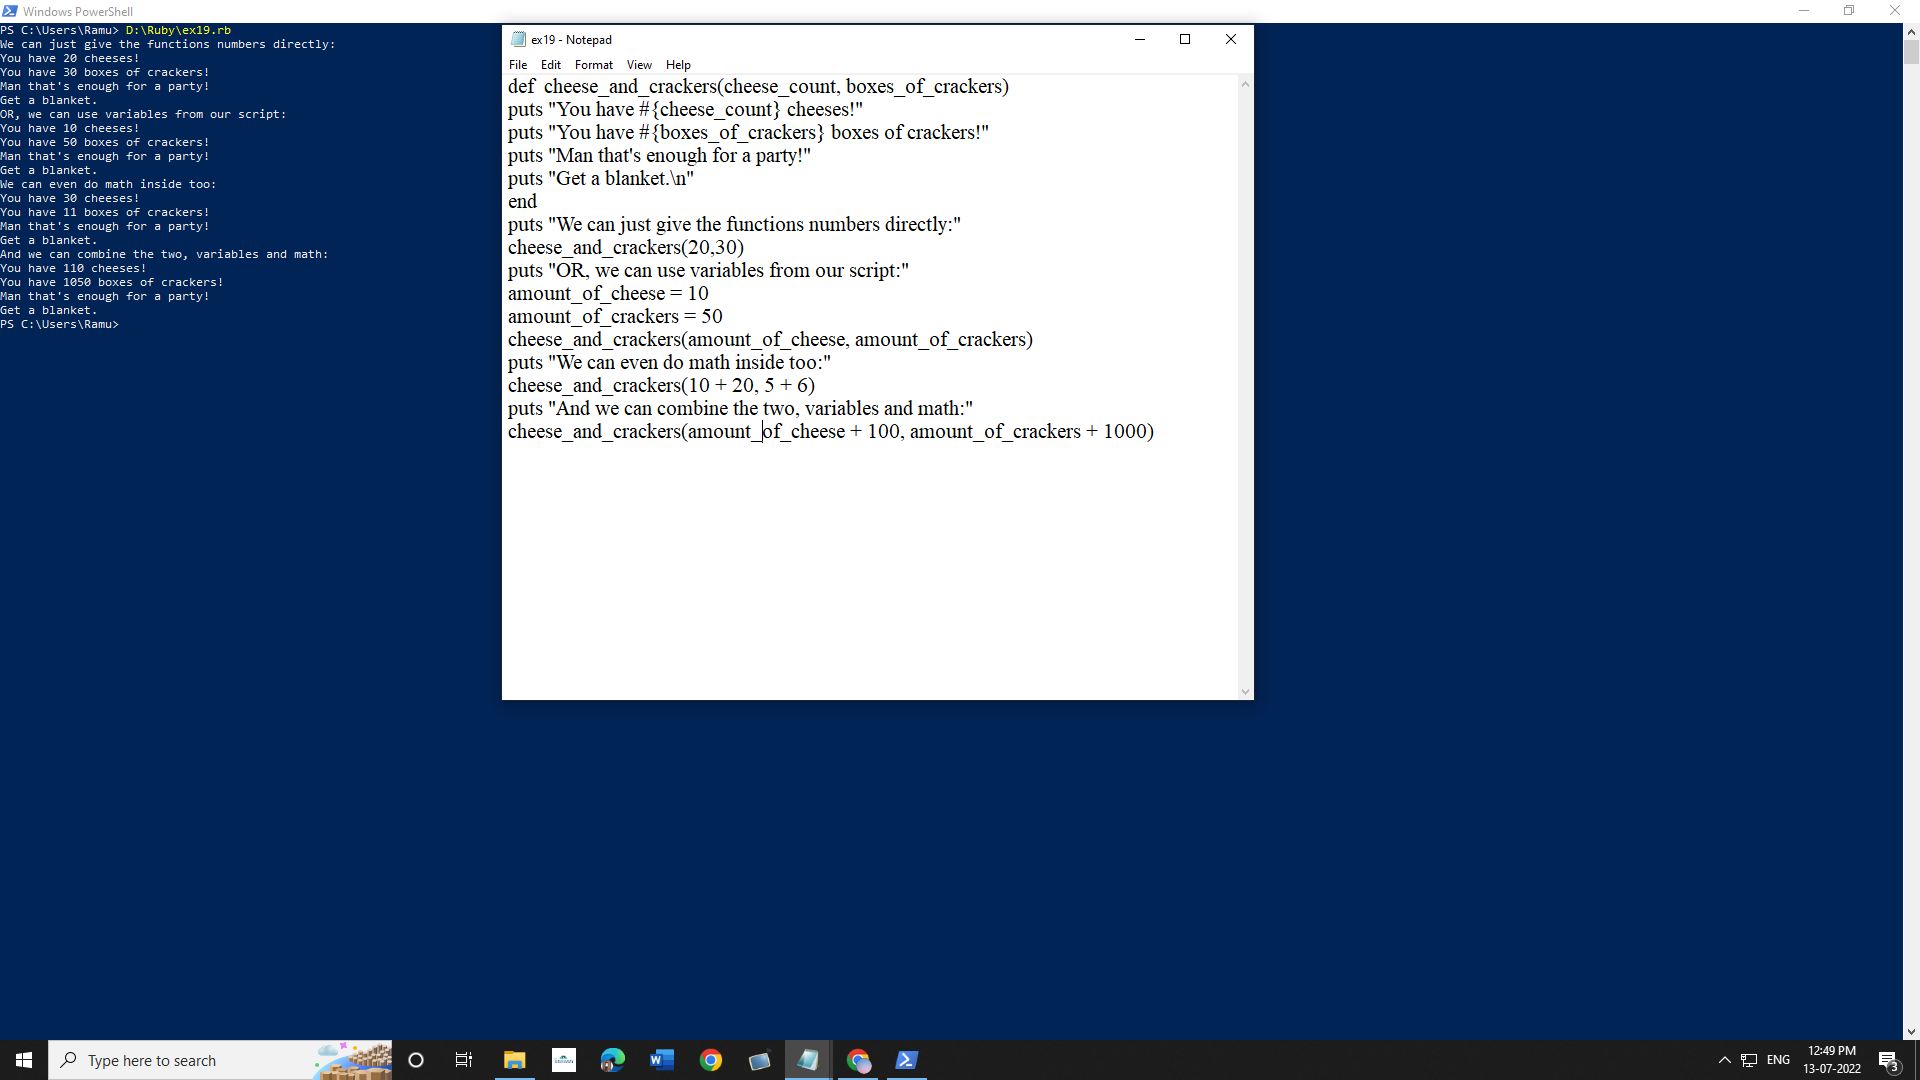 Windows PowerShell
PS C:\Users\Ramu> D:\Ruby\ex19.rb
We can just give the functions numbers directly:
You have 20 cheeses!
You have 30 boxes of crackers!
Man that's enough for a party!
Get a blanket.
OR, we can use variables from our script:
You have 10 cheeses!
You have 50 boxes of crackers!
Man that's enough for a party!
Get a blanket.
We can even do math inside too:
You have 30 cheeses!
You have 11 boxes of crackers!
Man that's enough for a party!
Get a blanket.
And we can combine the two, variables and math:
You have 110 cheeses!
You have 1050 boxes of crackers!
Man that's enough for a party!
Get a blanket.
PS C:\Users\Ramu>
ex19 - Notepad
File Edit Format View Help
def  cheese_and_crackers(cheese_count, boxes_of_crackers)
puts "You have #{cheese_count} cheeses!"
puts "You have #{boxes_of_crackers} boxes of crackers!"
puts "Man that's enough for a party!"
puts "Get a blanket.\n"
end
puts "We can just give the functions numbers directly:"
cheese_and_crackers(20,30)
puts "OR, we can use variables from our script:"
amount_of_cheese = 10
amount_of_crackers = 50
cheese_and_crackers(amount_of_cheese, amount_of_crackers)
puts "We can even do math inside too:"
cheese_and_crackers(10 + 20, 5 + 6)
puts "And we can combine the two, variables and math:"
cheese_and_crackers(amount_of_cheese + 100, amount_of_crackers + 1000)
Type here to search
ENG
12:49 PM
13-07-2022
3